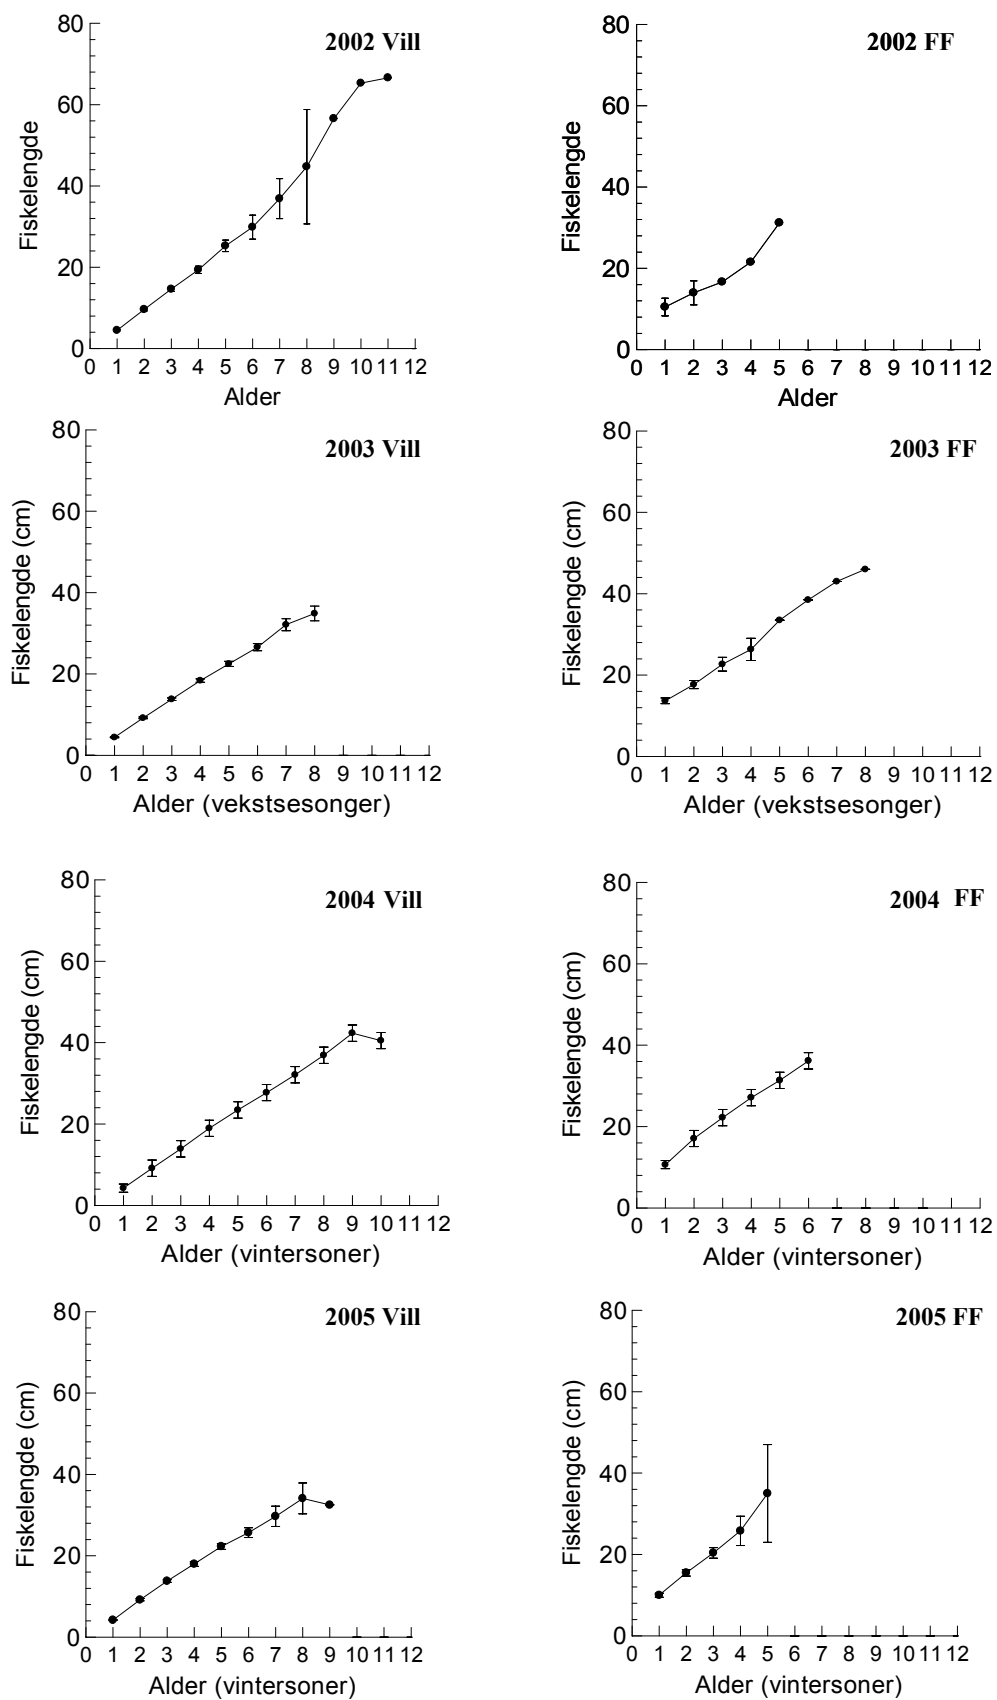 2002 Vill
Fiskelengde
80
60
40
20
0
0 1 2 3 4 5 6 7 8 9 10 11 12
Alder
2002 FF
Fiskelengde
80
60
40
20
0
0 1 2 3 4 5 6 7 8 9 10 11 12
Alder
2003 Vill
Fiskelengde (cm)
80
60
40
20
0
0 1 2 3 4 5 6 7 8 9 10 11 12
Alder (vekstsesonger)
2003 FF
Fiskelengde (cm)
80
60
40
20
0
0 1 2 3 4 5 6 7 8 9 10 11 12
Alder (vekstsesonger)
2004 Vill
Fiskelengde (cm)
80
60
40
20
0
0 1 2 3 4 5 6 7 8 9 10 11 12
Alder (vintersoner)
2004 FF
Fiskelengde (cm)
80
60
40
20
0
0 1 2 3 4 5 6 7 8 9 10 11 12
Alder (vintersoner)
2005 Vill
Fiskelengde (cm)
80
60
40
20
0
0 1 2 3 4 5 6 7 8 9 10 11 12
Alder (vintersoner)
2005 FF
Fiskelengde (cm)
80
60
40
20
0
0 1 2 3 4 5 6 7 8 9 10 11 12
Alder (vintersoner)